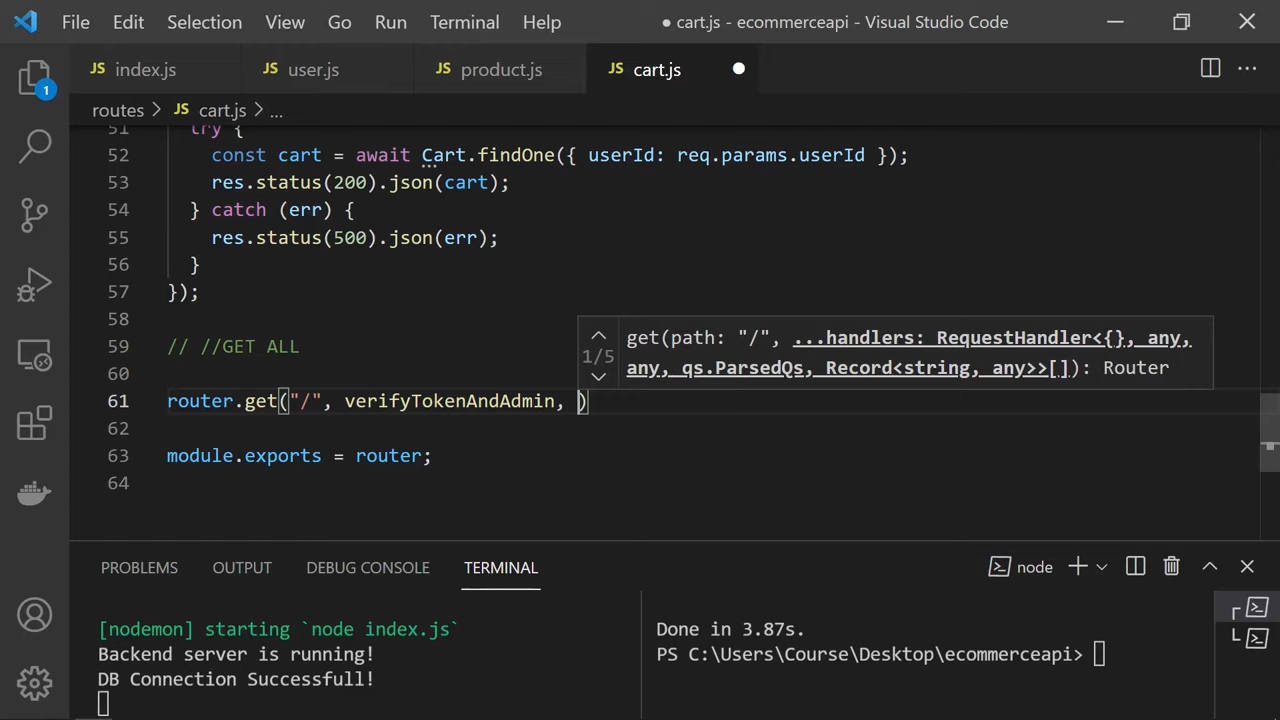 File Edit Selection View Go Run Terminal Help ● cart.js - ecommerceapi - Visual Studio Code
JS index.js JS user.js JS product.js JS cart.js
routes > JS cart.js > ...
1
51 try {
52 const cart = await Cart.findOne({ userId: req.params.userId });
53 res.status(200).json(cart);
54 } catch (err) {
55 res.status(500).json(err);
56 }
57 });
58
59 // //GET ALL
get(path: "/", ...handlers: RequestHandler<{}, any,
1/5
any, qs.ParsedQs, Record<string, any>>[]): Router
60
61 router.get("/", verifyTokenAndAdmin, )
62
63 module.exports = router;
64
PROBLEMS OUTPUT DEBUG CONSOLE TERMINAL node
[nodemon] starting `node index.js`
Backend server is running!
DB Connection Successfull!
Done in 3.87s.
PS C:\Users\Course\Desktop\ecommerceapi>